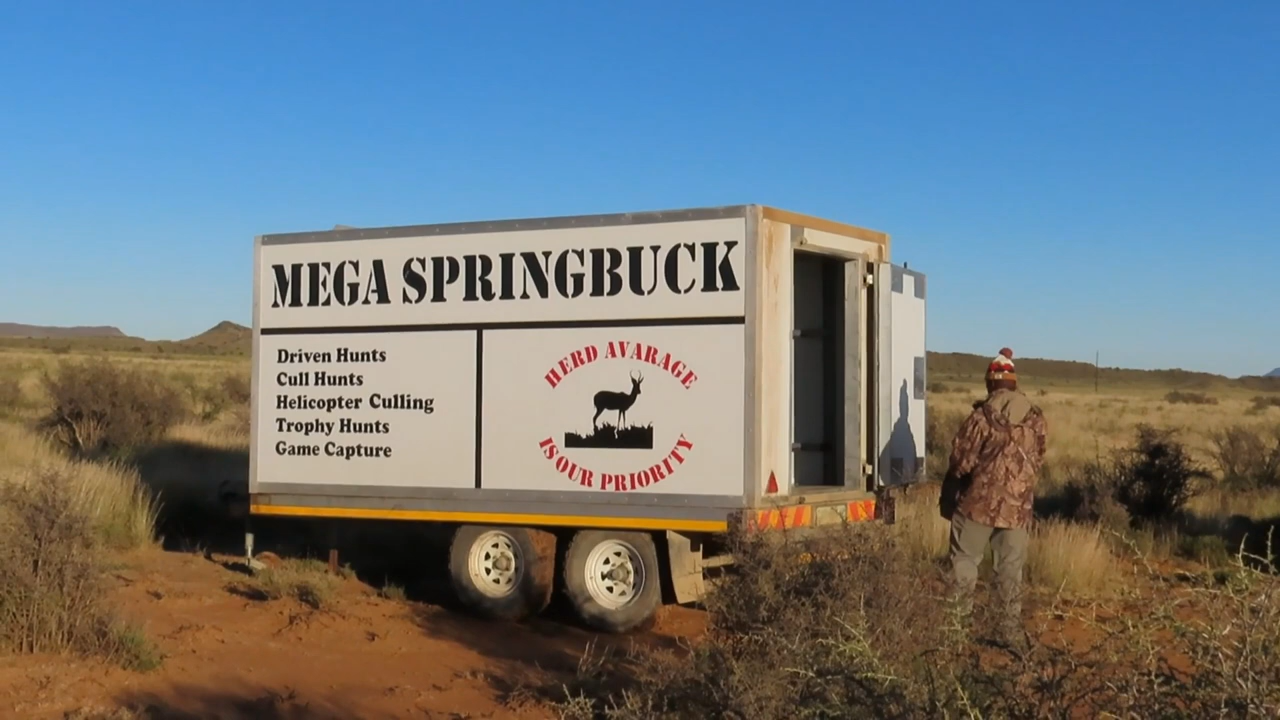 MEGA SPRINGBUCK
Driven Hunts
Cull Hunts
Helicopter Culling
Trophy Hunts
Game Capture
HERD AVARAGE
IS OUR PRIORITY